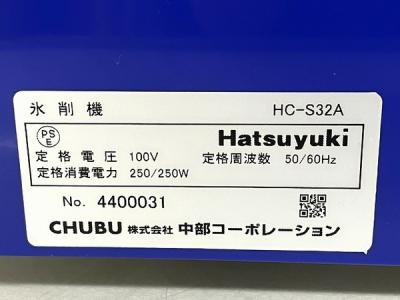 氷削機 HC-S32A
PS
E
Hatsuyuki
定格電圧 100V 定格周波数 50/60Hz
定格消費電力 250/250W
No. 4400031
CHUBU 株式会社 中部コーポレーション